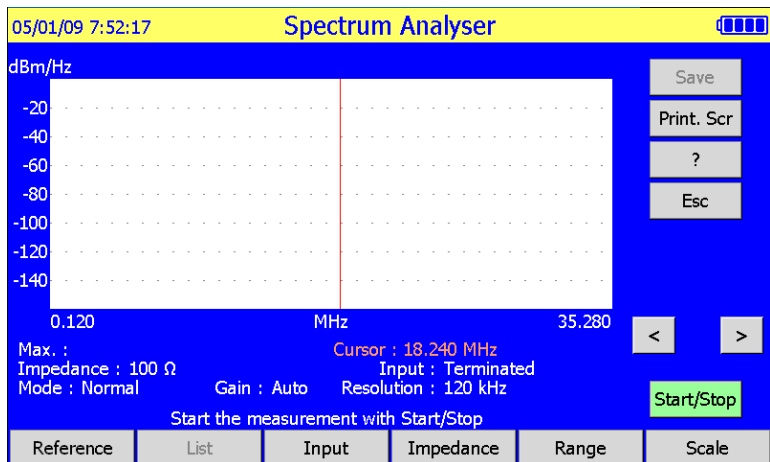 05/01/09 7:52:17 Spectrum Analyser
dBm/Hz
Save
-20
Print. Scr
-40
-60
?
-80
Esc
-100
-120
-140
0.120 MHz 35.280
< >
Max. : Cursor : 18.240 MHz
Impedance : 100 Ω Input : Terminated
Mode : Normal Gain : Auto Resolution : 120 kHz
Start/Stop
Start the measurement with Start/Stop
Reference List Input Impedance Range Scale